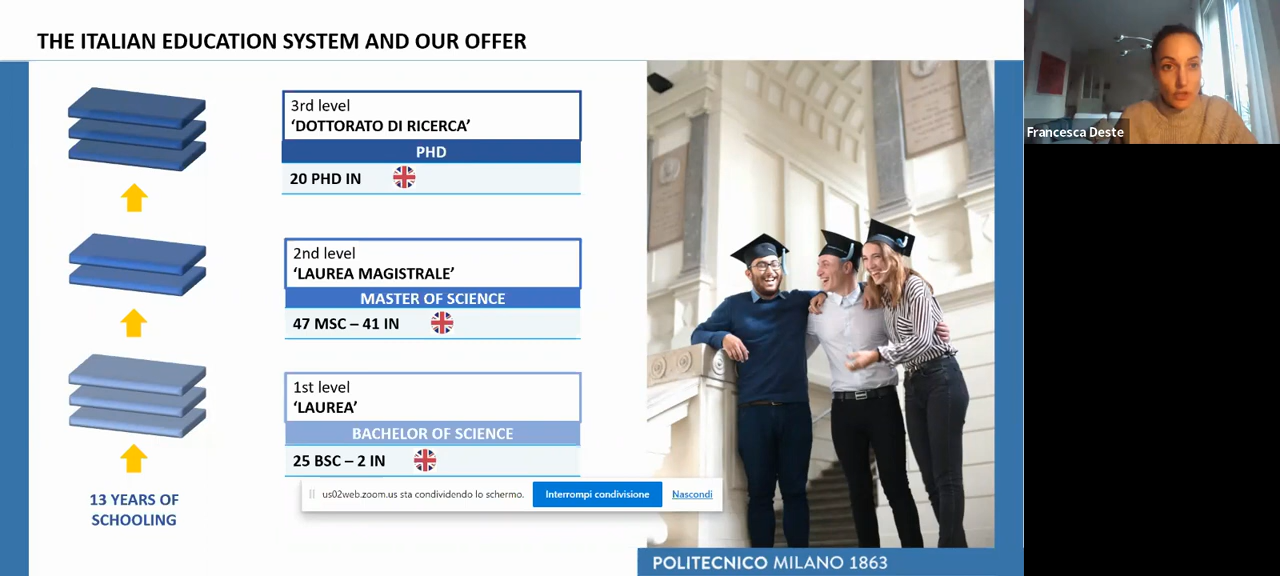 THE ITALIAN EDUCATION SYSTEM AND OUR OFFER
3rd level
‘DOTTORATO DI RICERCA’
PHD
20 PHD IN
2nd level
‘LAUREA MAGISTRALE’
MASTER OF SCIENCE
47 MSC – 41 IN
1st level
‘LAUREA’
BACHELOR OF SCIENCE
25 BSC – 2 IN
13 YEARS OF
SCHOOLING
us02web.zoom.us sta condividendo lo schermo.
Interrompi condivisione
Nascondi
POLITECNICO MILANO 1863
Francesca Deste